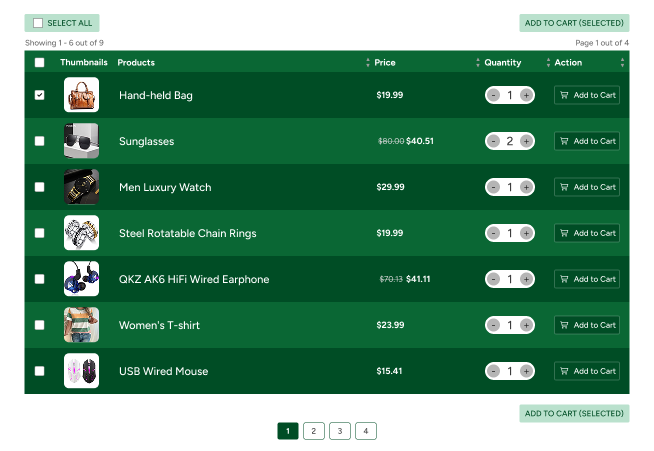 SELECT ALL
ADD TO CART (SELECTED)
Showing 1 - 6 out of 9
Page 1 out of 4
Thumbnails Products Price Quantity Action
Hand-held Bag $19.99 - 1 + Add to Cart
Sunglasses $80.00 $40.51 - 2 + Add to Cart
Men Luxury Watch $29.99 - 1 + Add to Cart
Steel Rotatable Chain Rings $19.99 - 1 + Add to Cart
QKZ AK6 HiFi Wired Earphone $70.13 $41.11 - 1 + Add to Cart
Women's T-shirt $23.99 - 1 + Add to Cart
USB Wired Mouse $15.41 - 1 + Add to Cart
ADD TO CART (SELECTED)
1 2 3 4